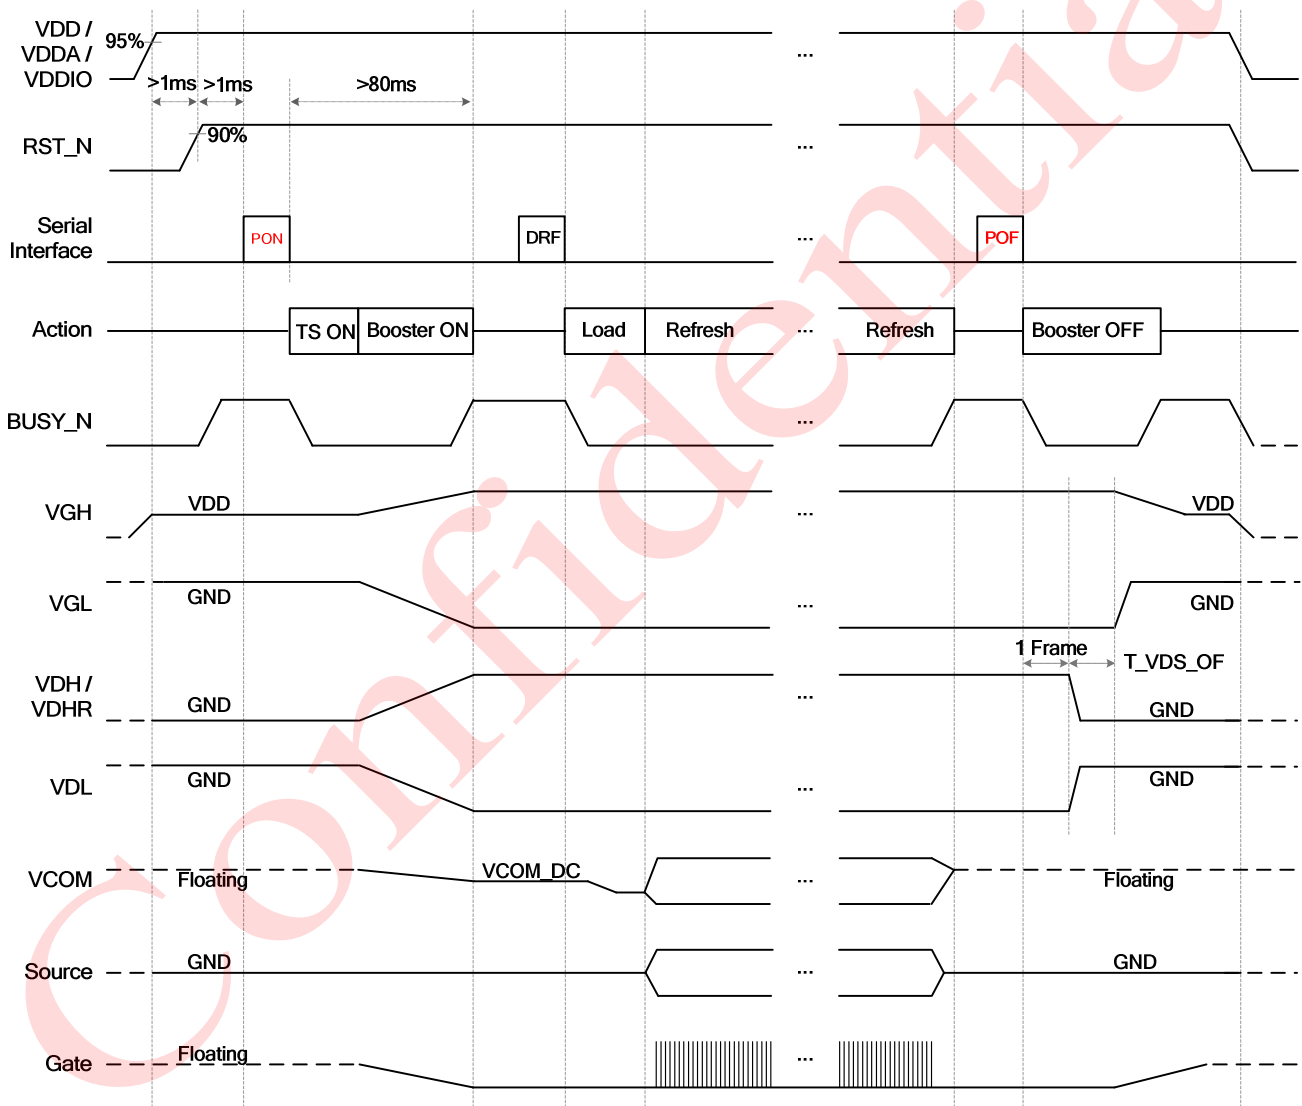 VDD /
VDDA /
VDDIO
95%
>1ms >1ms >80ms
...
RST_N
90%
...
Serial
Interface
PON
DRF
...
POF
Action
TS ON Booster ON Load Refresh ... Refresh Booster OFF
BUSY_N
...
VGH
VDD
...
VDD
VGL
GND
...
GND
1 Frame
T_VDS_OF
VDH /
VDHR
GND
...
GND
VDL
GND
...
GND
VCOM
Floating
VCOM_DC
...
Floating
Source
GND
...
GND
Gate
Floating
...
Confidential